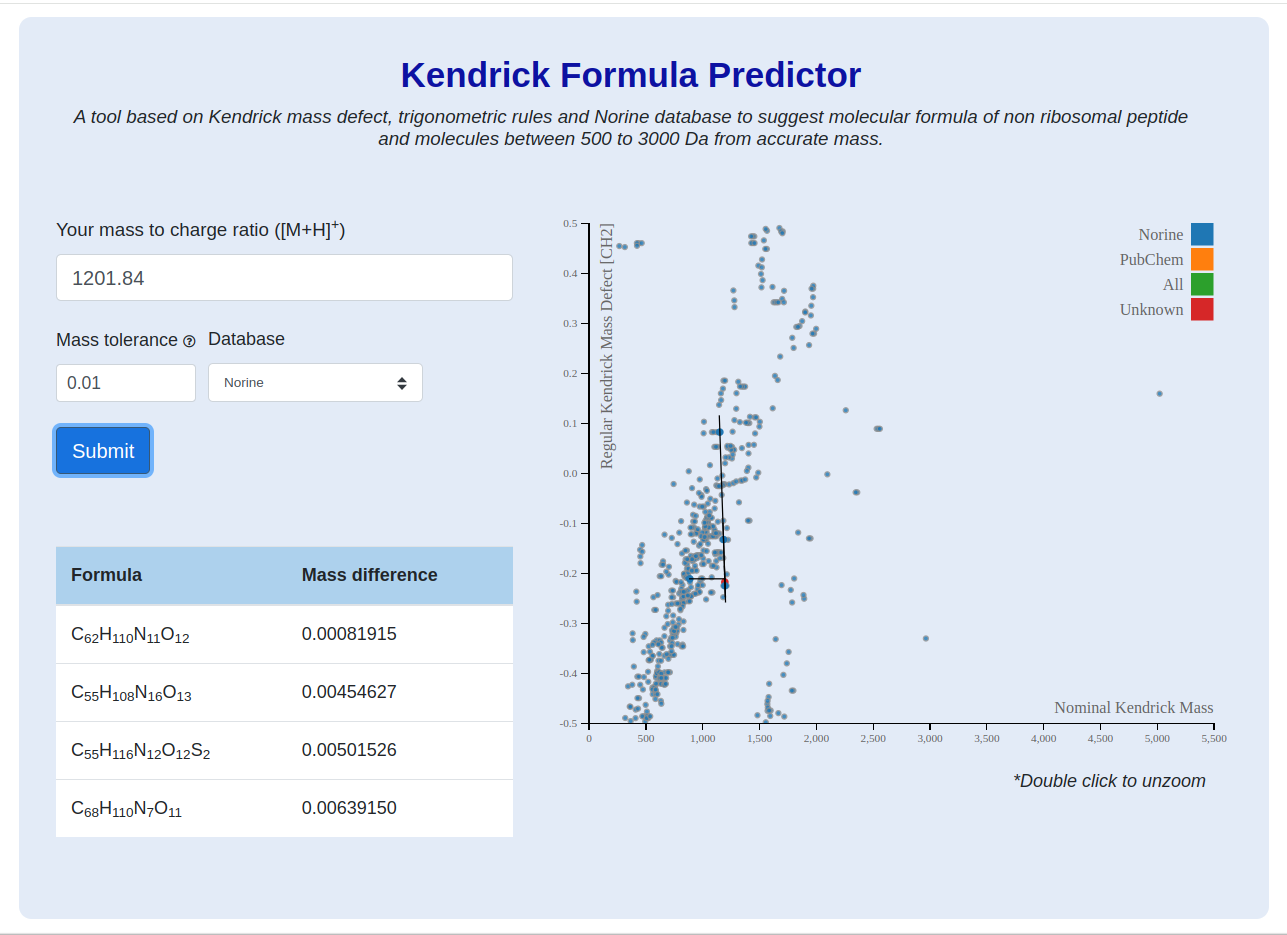 Kendrick Formula Predictor
A tool based on Kendrick mass defect, trigonometric rules and Norine database to suggest molecular formula of non ribosomal peptide
and molecules between 500 to 3000 Da from accurate mass.
Your mass to charge ratio ([M+H]⁺)
1201.84
Mass tolerance ?
Database
0.01
Norine
Submit
Formula Mass difference
C₆₂H₁₁₀N₁₁O₁₂ 0.00081915
C₅₅H₁₀₈N₁₆O₁₃ 0.00454627
C₅₅H₁₁₆N₁₂O₁₂S₂ 0.00501526
C₆₈H₁₁₀N₇O₁₁ 0.00639150
Regular Kendrick Mass Defect [CH2]
0.5
0.4
0.3
0.2
0.1
0.0
-0.1
-0.2
-0.3
-0.4
-0.5
Norine
PubChem
All
Unknown
Nominal Kendrick Mass
0 500 1,000 1,500 2,000 2,500 3,000 3,500 4,000 4,500 5,000 5,500
*Double click to unzoom